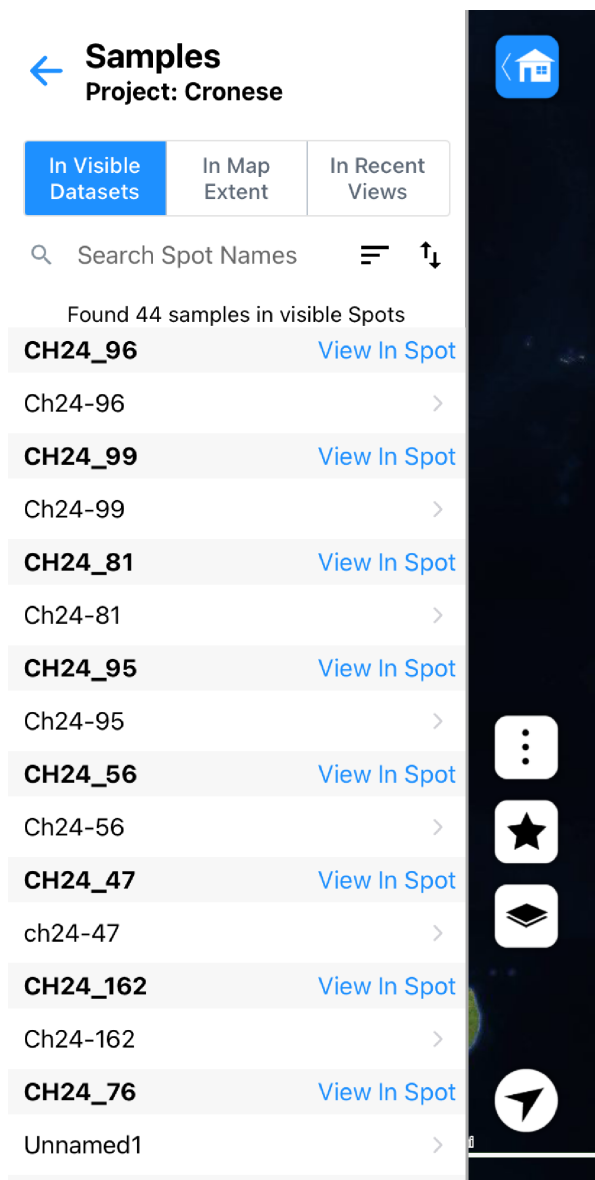 Samples
Project: Cronese
In Visible Datasets
In Map Extent
In Recent Views
Search Spot Names
Found 44 samples in visible Spots
CH24_96 View In Spot
Ch24-96
CH24_99 View In Spot
Ch24-99
CH24_81 View In Spot
Ch24-81
CH24_95 View In Spot
Ch24-95
CH24_56 View In Spot
Ch24-56
CH24_47 View In Spot
ch24-47
CH24_162 View In Spot
Ch24-162
CH24_76 View In Spot
Unnamed1